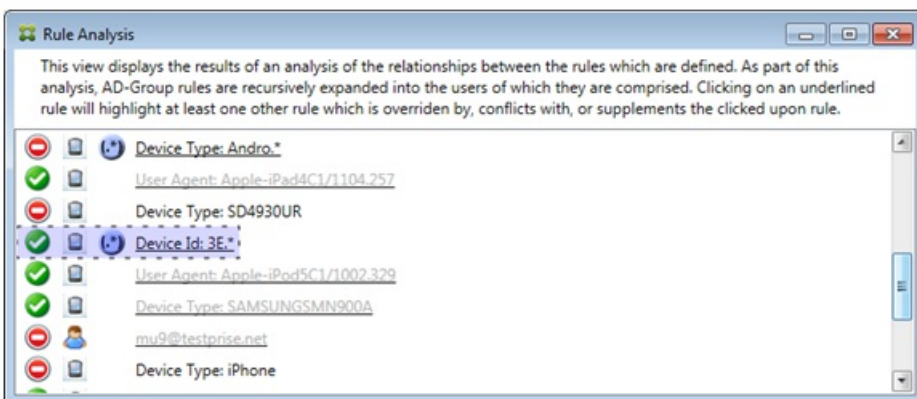 Rule Analysis
This view displays the results of an analysis of the relationships between the rules which are defined. As part of this
analysis, AD-Group rules are recursively expanded into the users of which they are comprised. Clicking on an underlined
rule will highlight at least one other rule which is overriden by, conflicts with, or supplements the clicked upon rule.
(.*) Device Type: Andro.*
User Agent: Apple-iPad4C1/1104.257
Device Type: SD4930UR
(.*) Device Id: 3E.*
User Agent: Apple-iPod5C1/1002.329
Device Type: SAMSUNGSMN900A
mu9@testprise.net
Device Type: iPhone